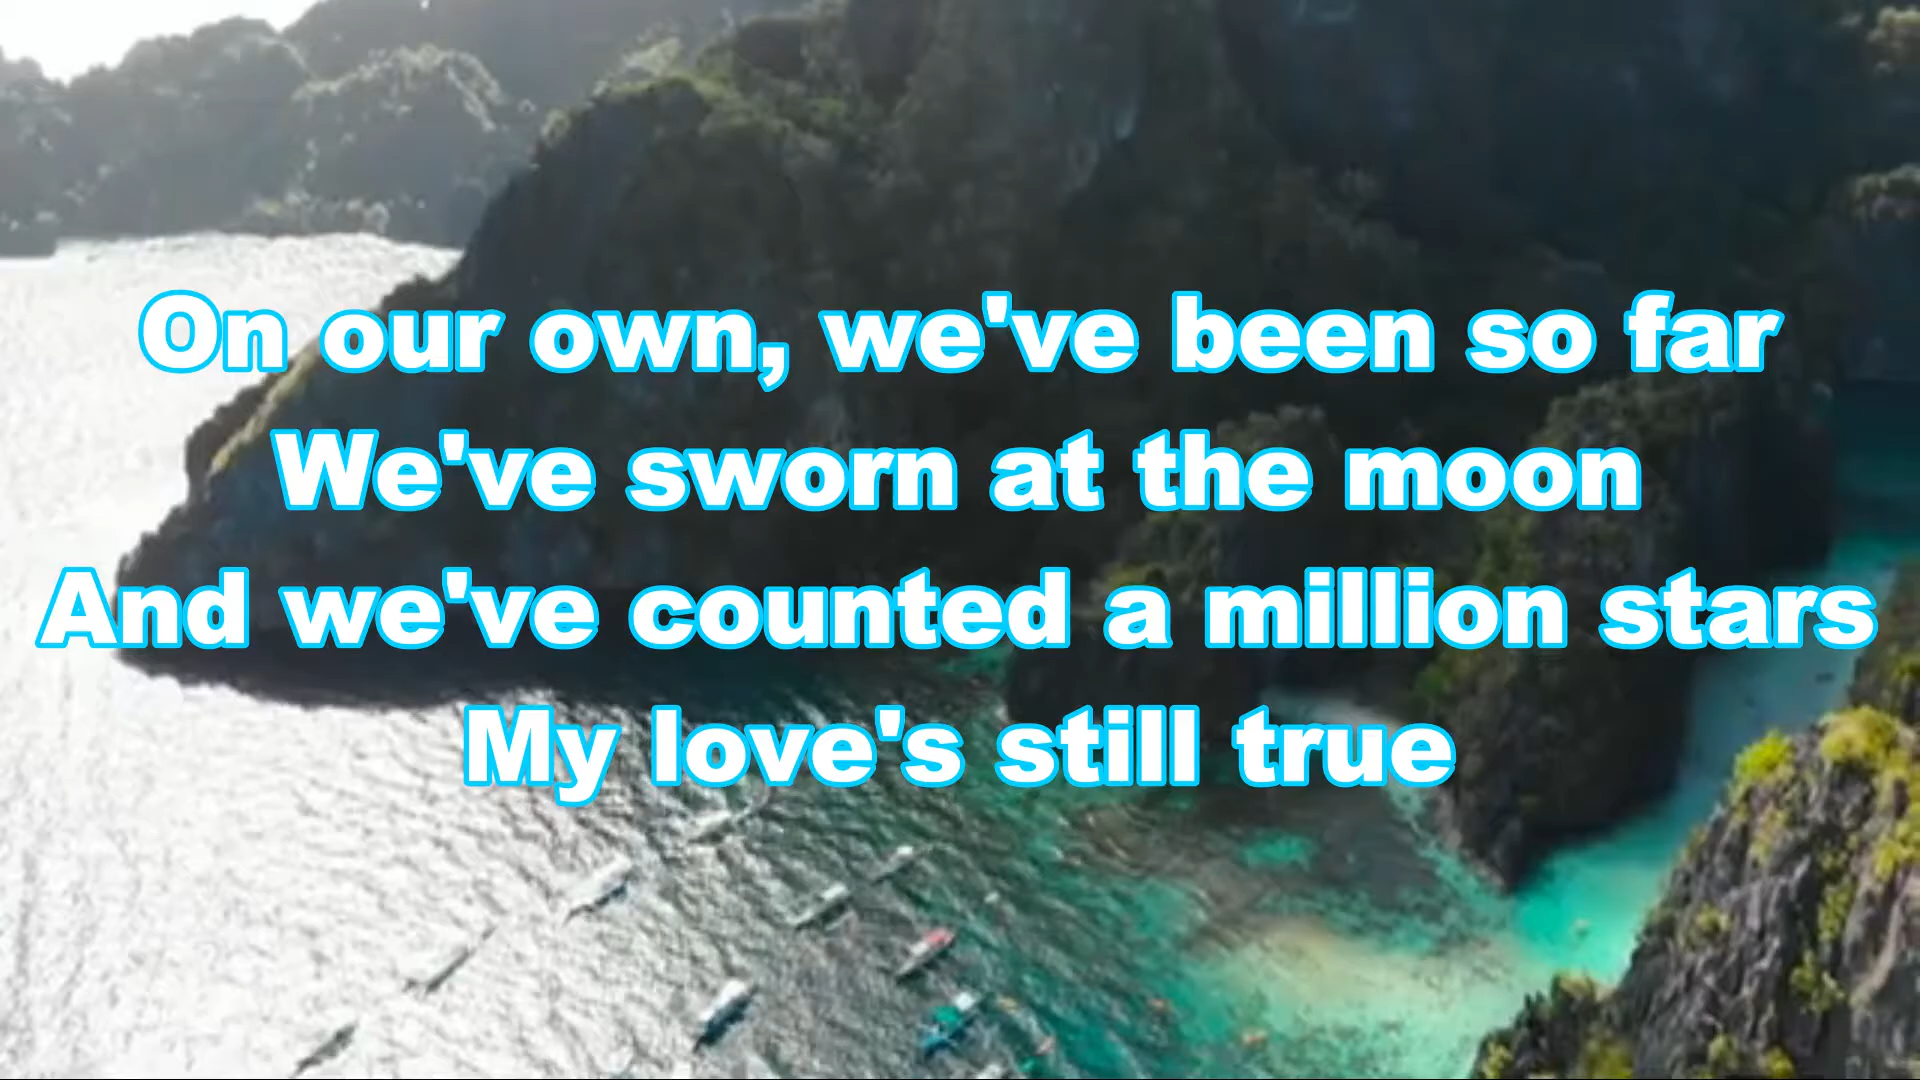 On our own, we've been so far
We've sworn at the moon
And we've counted a million stars
My love's still true